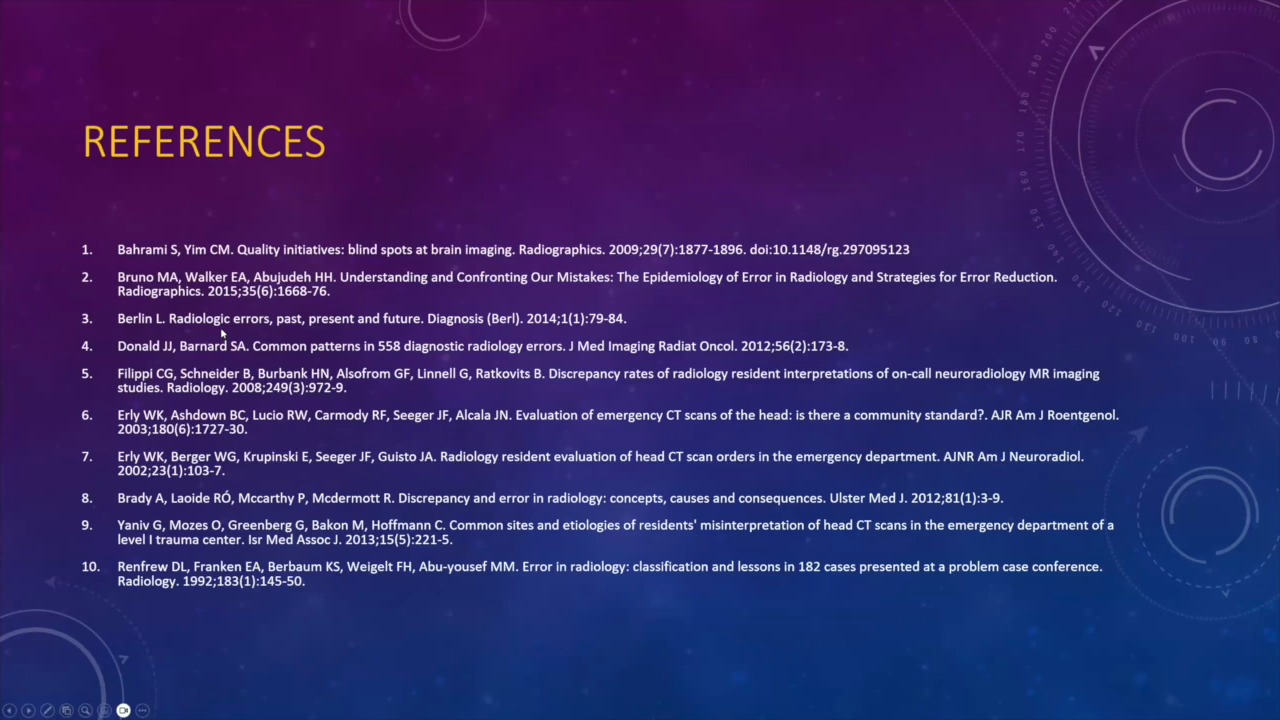 REFERENCES
1. Bahrami S, Yim CM. Quality initiatives: blind spots at brain imaging. Radiographics. 2009;29(7):1877-1896. doi:10.1148/rg.297095123
2. Bruno MA, Walker EA, Abujudeh HH. Understanding and Confronting Our Mistakes: The Epidemiology of Error in Radiology and Strategies for Error Reduction.
Radiographics. 2015;35(6):1668-76.
3. Berlin L. Radiologic errors, past, present and future. Diagnosis (Berl). 2014;1(1):79-84.
4. Donald JJ, Barnard SA. Common patterns in 558 diagnostic radiology errors. J Med Imaging Radiat Oncol. 2012;56(2):173-8.
5. Filippi CG, Schneider B, Burbank HN, Alsofrom GF, Linnell G, Ratkovits B. Discrepancy rates of radiology resident interpretations of on-call neuroradiology MR imaging
studies. Radiology. 2008;249(3):972-9.
6. Erly WK, Ashdown BC, Lucio RW, Carmody RF, Seeger JF, Alcala JN. Evaluation of emergency CT scans of the head: is there a community standard?. AJR Am J Roentgenol.
2003;180(6):1727-30.
7. Erly WK, Berger WG, Krupinski E, Seeger JF, Guisto JA. Radiology resident evaluation of head CT scan orders in the emergency department. AJNR Am J Neuroradiol.
2002;23(1):103-7.
8. Brady A, Laoide RÓ, Mccarthy P, Mcdermott R. Discrepancy and error in radiology: concepts, causes and consequences. Ulster Med J. 2012;81(1):3-9.
9. Yaniv G, Mozes O, Greenberg G, Bakon M, Hoffmann C. Common sites and etiologies of residents' misinterpretation of head CT scans in the emergency department of a
level I trauma center. Isr Med Assoc J. 2013;15(5):221-5.
10. Renfrew DL, Franken EA, Berbaum KS, Weigelt FH, Abu-yousef MM. Error in radiology: classification and lessons in 182 cases presented at a problem case conference.
Radiology. 1992;183(1):145-50.